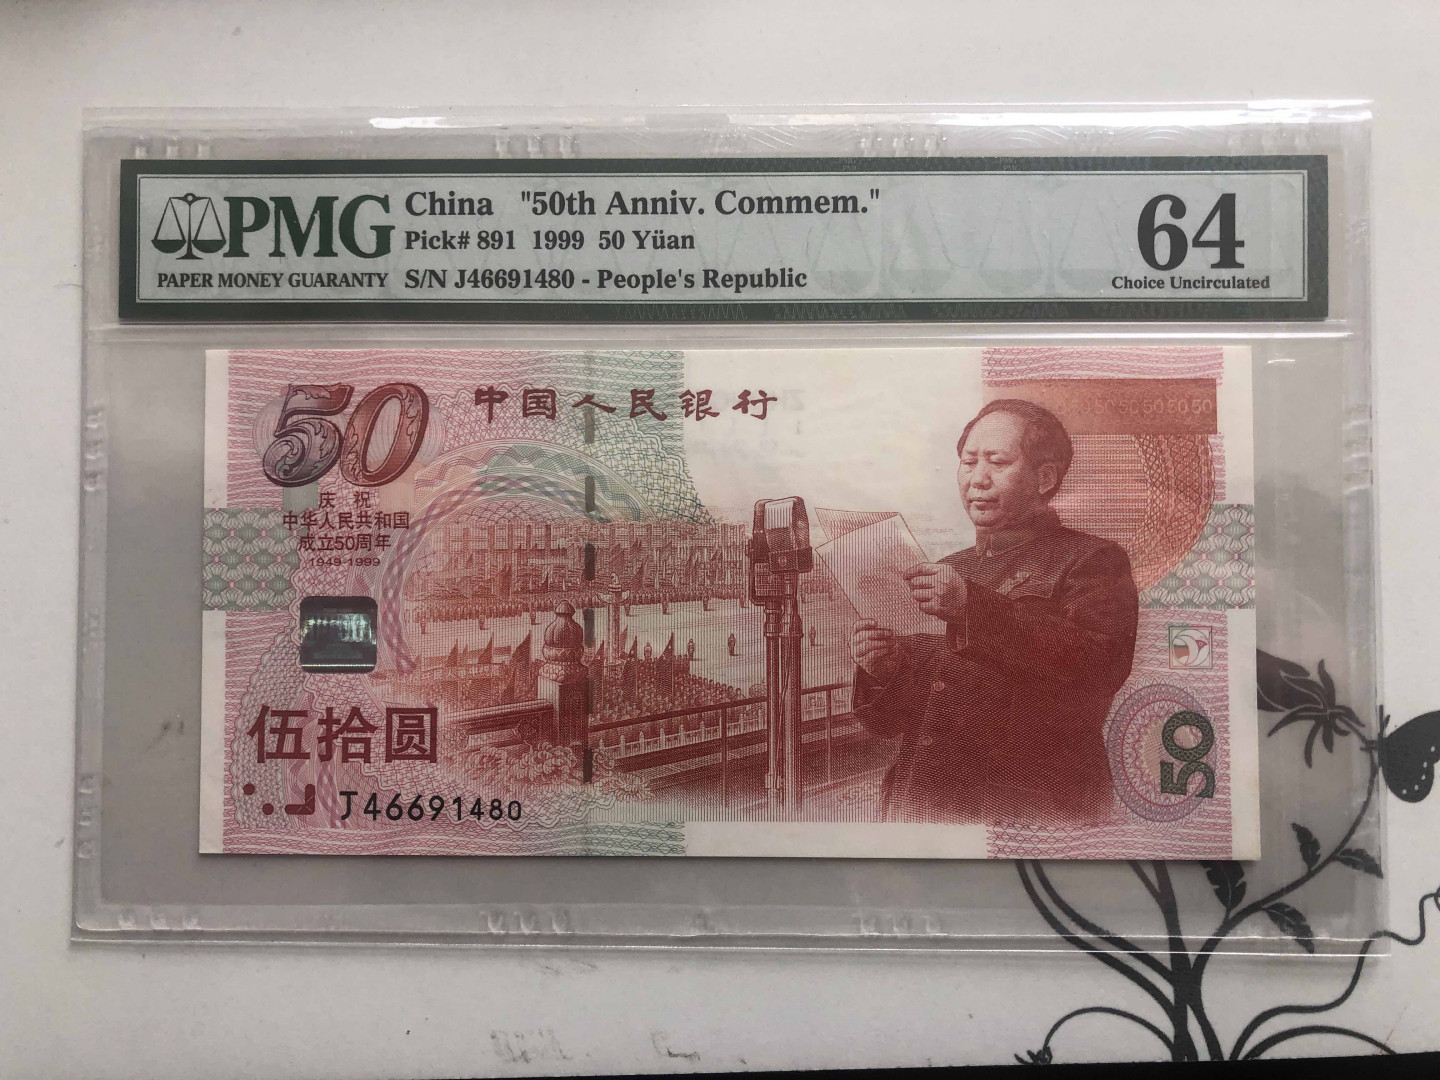 PMG
PAPER MONEY GUARANTY
China "50th Anniv. Commem."
Pick# 891 1999 50 Yüan
S/N J46691480 - People's Republic
64
Choice Uncirculated
50
中国人民银行
505050
庆祝
中华人民共和国
成立50周年
1949-1999
伍拾圆
J46691480
50